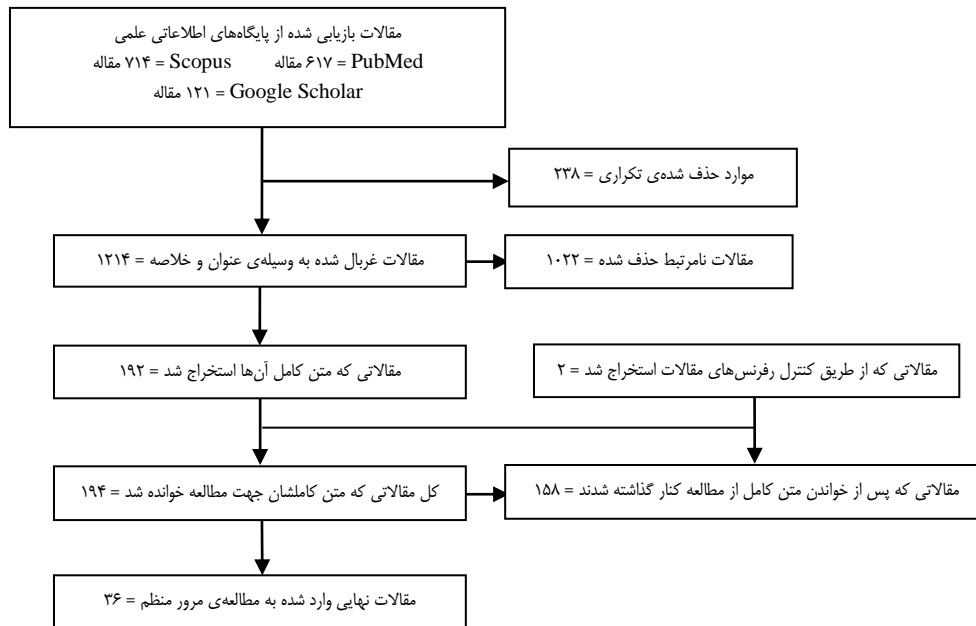 مقالات بازیابی شده از پایگاه‌های اطلاعاتی علمی
PubMed = ۶۱۷ مقاله Scopus = ۷۱۴ مقاله
Google Scholar = ۱۲۱ مقاله
موارد حذف شده‌ی تکراری = ۲۳۸
مقالات غربال شده به وسیله‌ی عنوان و خلاصه = ۱۲۱۴
مقالات نامرتبط حذف شده = ۱۰۲۲
مقالاتی که متن کامل آن‌ها استخراج شد = ۱۹۲
مقالاتی که از طریق کنترل رفرنس‌های مقالات استخراج شد = ۲
کل مقالاتی که متن کاملشان جهت مطالعه خوانده شد = ۱۹۴
مقالاتی که پس از خواندن متن کامل از مطالعه کنار گذاشته شدند = ۱۵۸
مقالات نهایی وارد شده به مطالعه‌ی مرور منظم = ۳۶